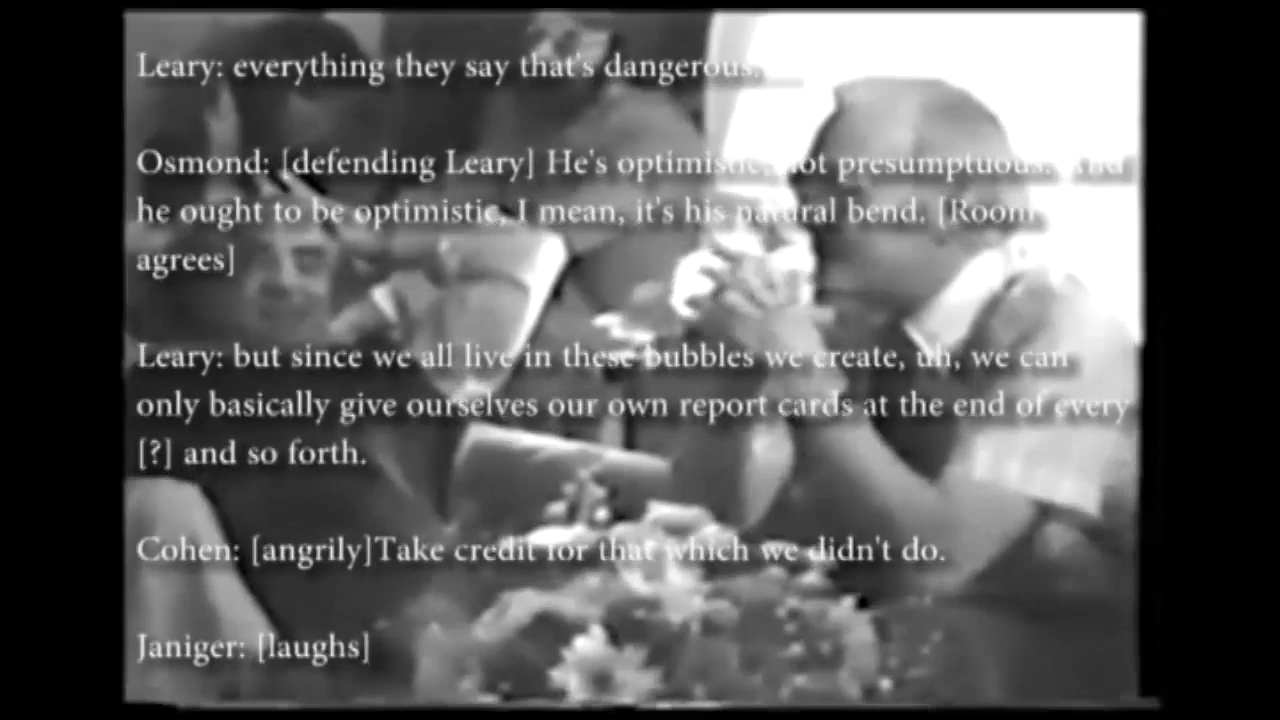 Leary: everything they say that's dangerous.
Osmond: [defending Leary] He's optimistic, not presumptuous. And
he ought to be optimistic, I mean, it's his natural bend. [Room
agrees]
Leary: but since we all live in these bubbles we create, uh, we can
only basically give ourselves our own report cards at the end of every
[?] and so forth.
Cohen: [angrily]Take credit for that which we didn't do.
Janiger: [laughs]